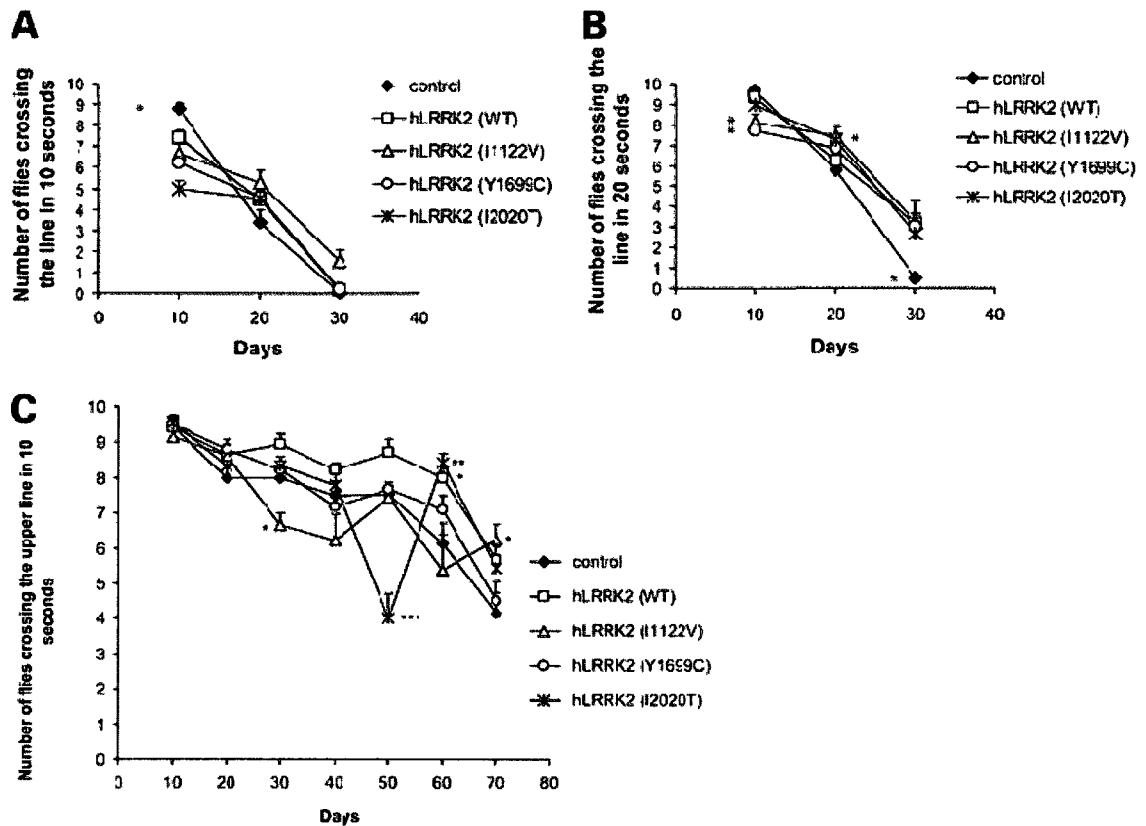 A
Number of flies crossing
the line in 10 seconds
10
9
8
7
6
5
4
3
2
1
0
0 10 20 30 40
Days
*
control
hLRRK2 (WT)
hLRRK2 (I1122V)
hLRRK2 (Y1699C)
hLRRK2 (I2020T)
B
Number of flies crossing the
line in 20 seconds
10
9
8
7
6
5
4
3
2
1
0
0 10 20 30 40
Days
*
*
*
*
control
hLRRK2 (WT)
hLRRK2 (I1122V)
hLRRK2 (Y1699C)
hLRRK2 (I2020T)
C
Number of flies crossing the upper line in 10
seconds
10
9
8
7
6
5
4
3
2
1
0
0 10 20 30 40 50 60 70 80
Days
*
***
**
*
*
control
hLRRK2 (WT)
hLRRK2 (I1122V)
hLRRK2 (Y1699C)
hLRRK2 (I2020T)